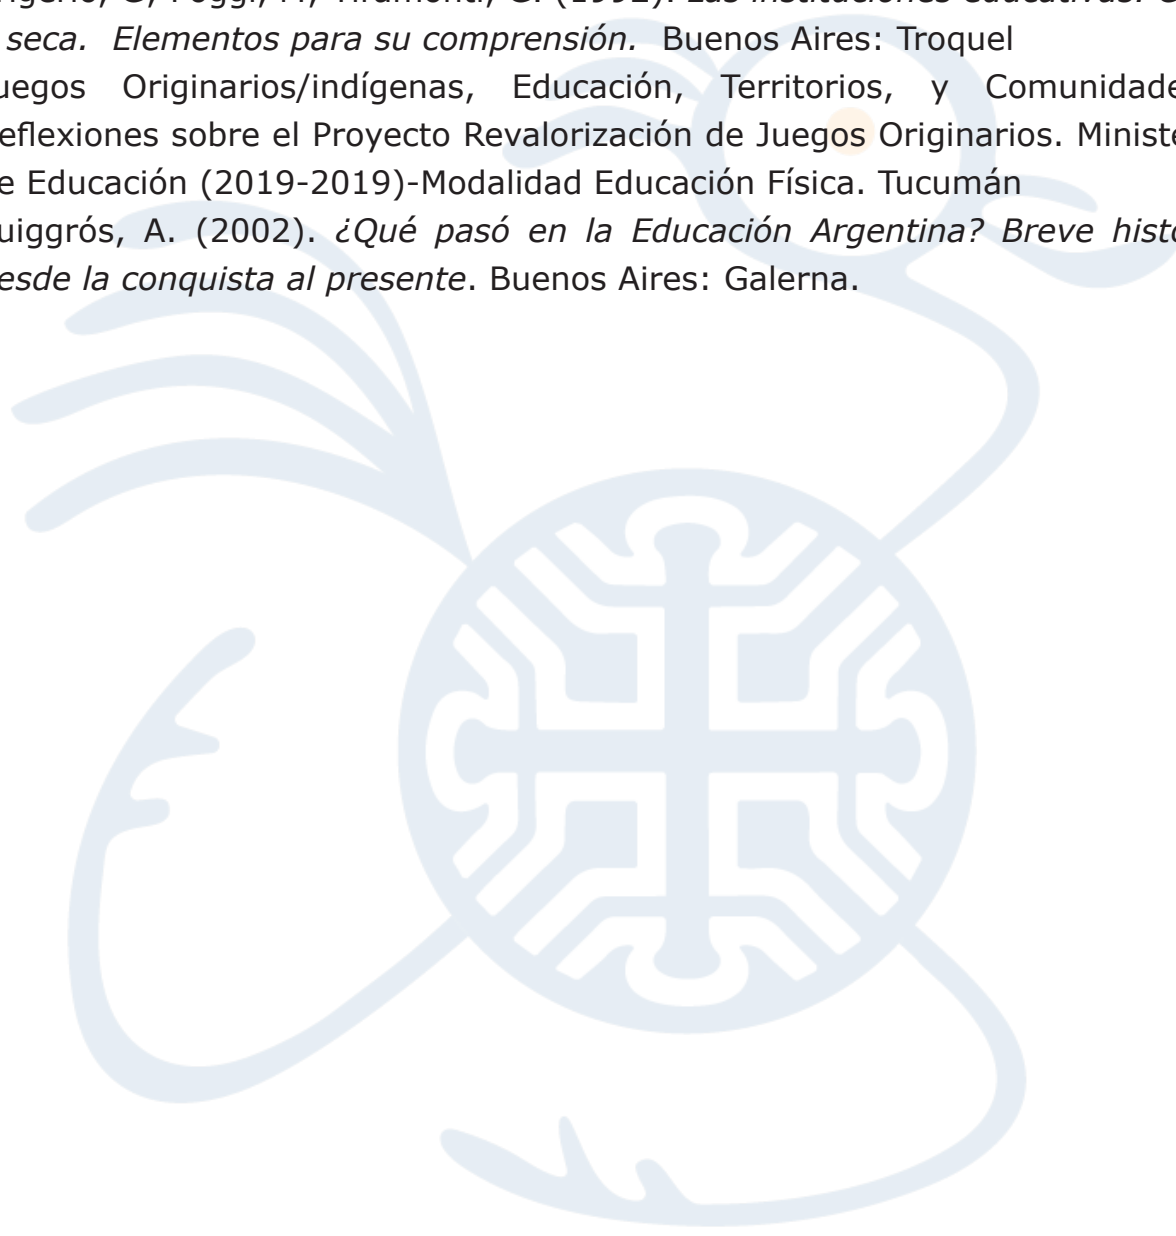 seca. Elementos para su comprensión. Buenos Aires: Troquel
uegos Originarios/indígenas, Educación, Territorios, y Comunidade
eflexiones sobre el Proyecto Revalorización de Juegos Originarios. Ministe
e Educación (2019-2019)-Modalidad Educación Física. Tucumán
uiggrós, A. (2002). ¿Qué pasó en la Educación Argentina? Breve histo
esde la conquista al presente. Buenos Aires: Galerna.